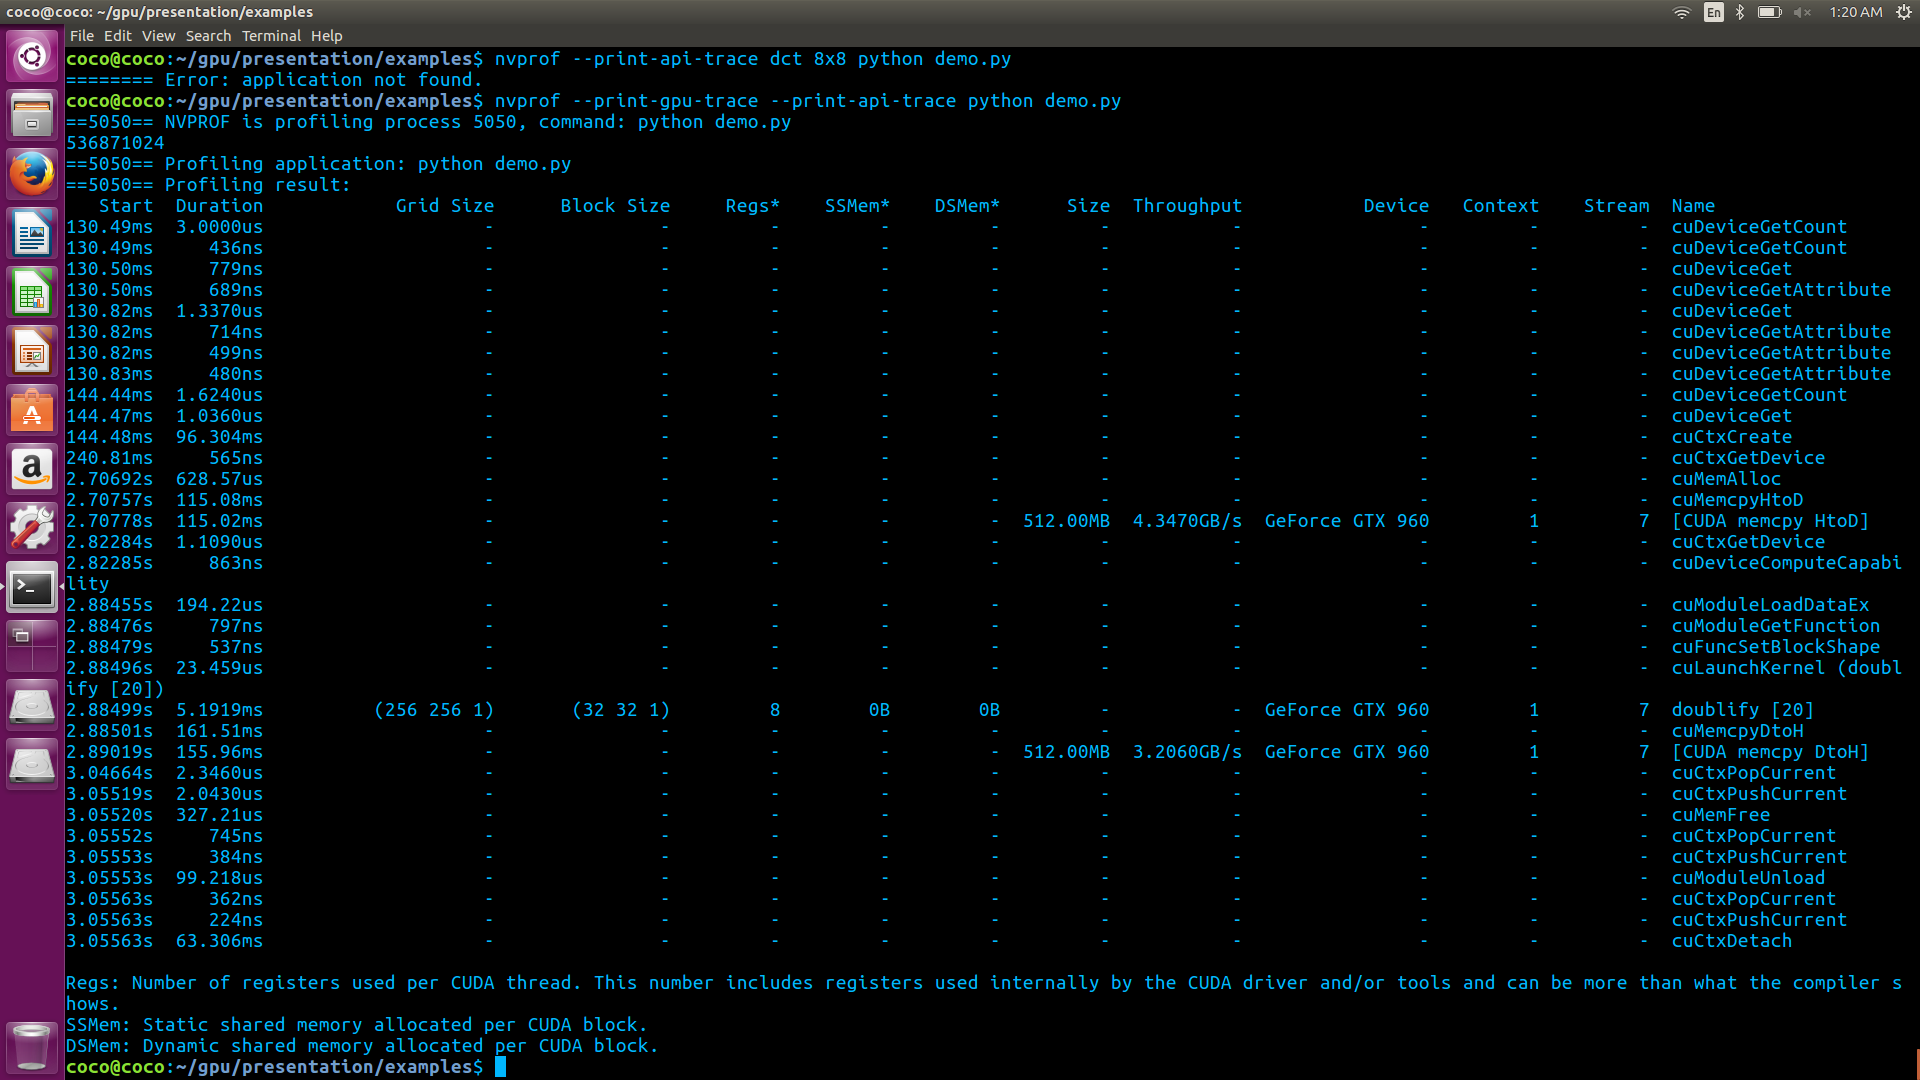 coco@coco: ~/gpu/presentation/examples
En
1:20 AM
File Edit View Search Terminal Help
coco@coco:~/gpu/presentation/examples$ nvprof --print-api-trace dct 8x8 python demo.py
======== Error: application not found.
coco@coco:~/gpu/presentation/examples$ nvprof --print-gpu-trace --print-api-trace python demo.py
==5050== NVPROF is profiling process 5050, command: python demo.py
536871024
==5050== Profiling application: python demo.py
==5050== Profiling result:
Start Duration Grid Size Block Size Regs* SSMem* DSMem* Size Throughput Device Context Stream Name
130.49ms 3.0000us - - - - - - - - - - cuDeviceGetCount
130.49ms 436ns - - - - - - - - - - cuDeviceGetCount
130.50ms 779ns - - - - - - - - - - cuDeviceGet
130.50ms 689ns - - - - - - - - - - cuDeviceGetAttribute
130.82ms 1.3370us - - - - - - - - - - cuDeviceGet
130.82ms 714ns - - - - - - - - - - cuDeviceGetAttribute
130.82ms 499ns - - - - - - - - - - cuDeviceGetAttribute
130.83ms 480ns - - - - - - - - - - cuDeviceGetAttribute
144.44ms 1.6240us - - - - - - - - - - cuDeviceGetCount
144.47ms 1.0360us - - - - - - - - - - cuDeviceGet
144.48ms 96.304ms - - - - - - - - - - cuCtxCreate
240.81ms 565ns - - - - - - - - - - cuCtxGetDevice
2.70692s 628.57us - - - - - - - - - - cuMemAlloc
2.70757s 115.08ms - - - - - - - - - - cuMemcpyHtoD
2.70778s 115.02ms - - - - - 512.00MB 4.3470GB/s GeForce GTX 960 1 7 [CUDA memcpy HtoD]
2.82284s 1.1090us - - - - - - - - - - cuCtxGetDevice
2.82285s 863ns - - - - - - - - - - cuDeviceComputeCapabi
lity
2.88455s 194.22us - - - - - - - - - - cuModuleLoadDataEx
2.88476s 797ns - - - - - - - - - - cuModuleGetFunction
2.88479s 537ns - - - - - - - - - - cuFuncSetBlockShape
2.88496s 23.459us - - - - - - - - - - cuLaunchKernel (doubl
ify [20])
2.88499s 5.1919ms (256 256 1) (32 32 1) 8 0B 0B - - GeForce GTX 960 1 7 doublify [20]
2.88501s 161.51ms - - - - - - - - - - cuMemcpyDtoH
2.89019s 155.96ms - - - - - 512.00MB 3.2060GB/s GeForce GTX 960 1 7 [CUDA memcpy DtoH]
3.04664s 2.3460us - - - - - - - - - - cuCtxPopCurrent
3.05519s 2.0430us - - - - - - - - - - cuCtxPushCurrent
3.05520s 327.21us - - - - - - - - - - cuMemFree
3.05552s 745ns - - - - - - - - - - cuCtxPopCurrent
3.05553s 384ns - - - - - - - - - - cuCtxPushCurrent
3.05553s 99.218us - - - - - - - - - - cuModuleUnload
3.05563s 362ns - - - - - - - - - - cuCtxPopCurrent
3.05563s 224ns - - - - - - - - - - cuCtxPushCurrent
3.05563s 63.306ms - - - - - - - - - - cuCtxDetach
Regs: Number of registers used per CUDA thread. This number includes registers used internally by the CUDA driver and/or tools and can be more than what the compiler s
hows.
SSMem: Static shared memory allocated per CUDA block.
DSMem: Dynamic shared memory allocated per CUDA block.
coco@coco:~/gpu/presentation/examples$